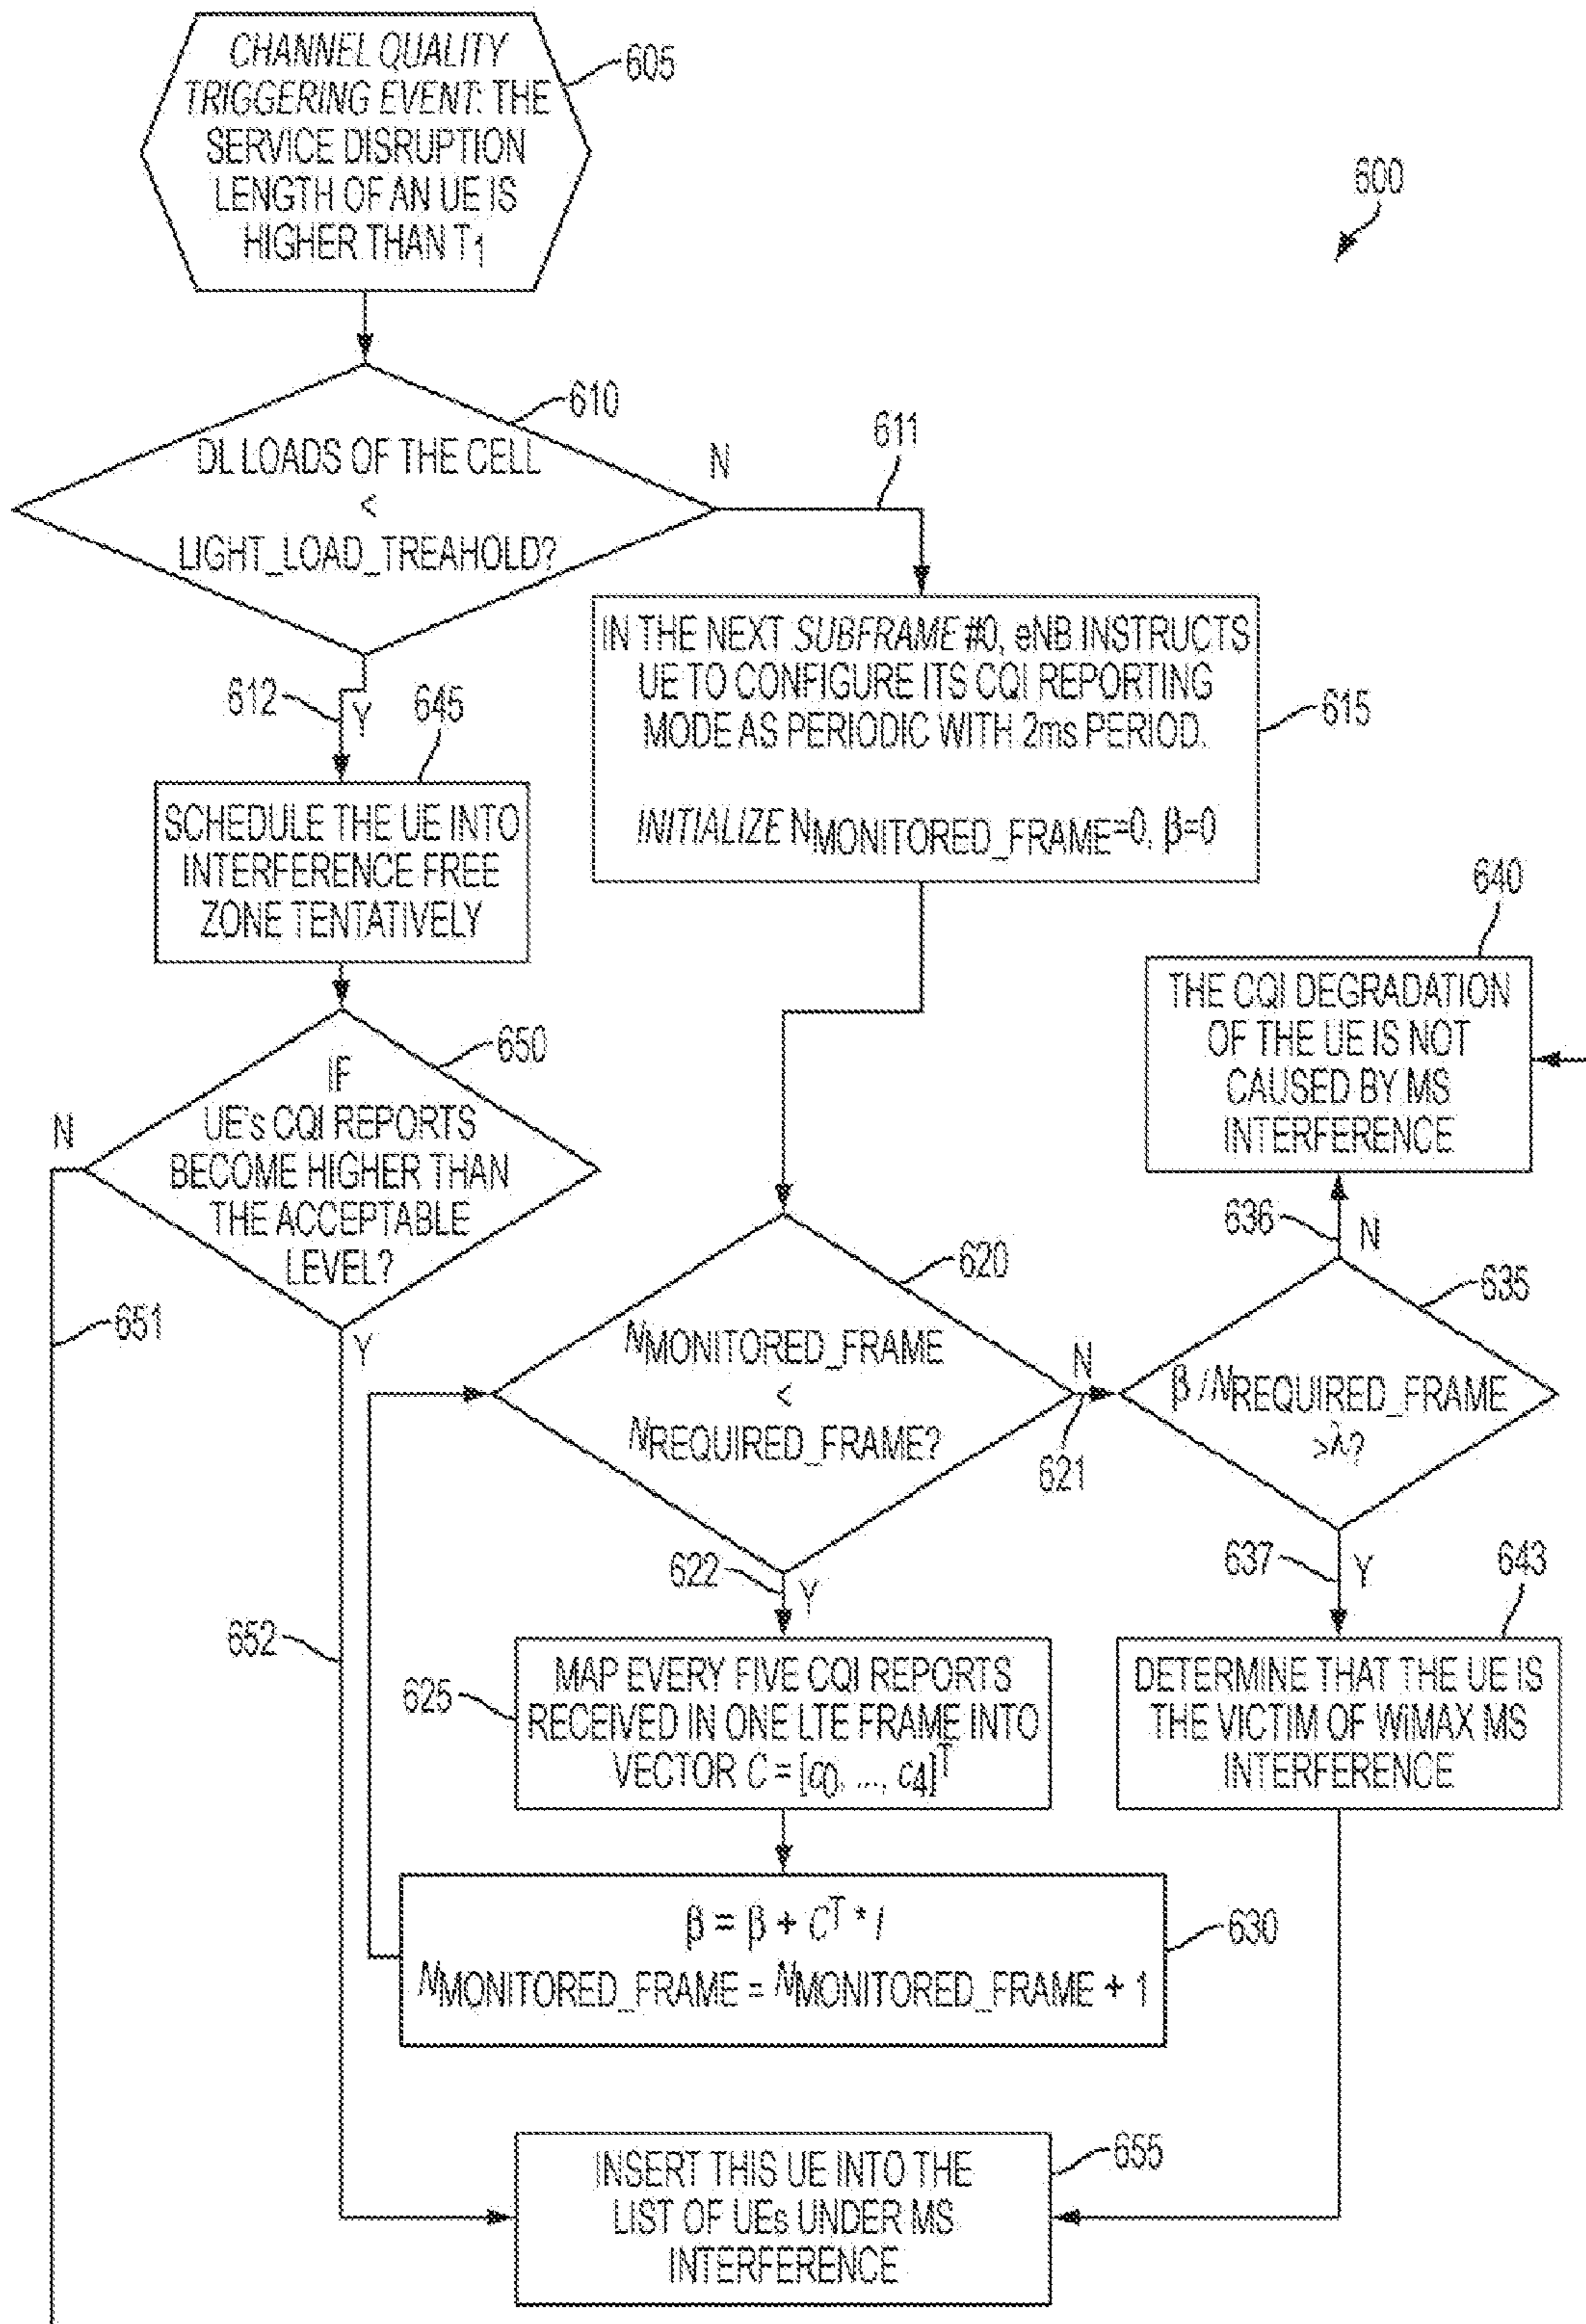 CHANNEL QUALITY
TRIGGERING EVENT: THE
SERVICE DISRUPTION
LENGTH OF AN UE IS
HIGHER THAN T1
605
600
610
DL LOADS OF THE CELL
<
LIGHT_LOAD_TREAHOLD?
N
611
612
Y
645
IN THE NEXT SUBFRAME #0, eNB INSTRUCTS
UE TO CONFIGURE ITS CQI REPORTING
MODE AS PERIODIC WITH 2ms PERIOD.
INITIALIZE NMONITORED_FRAME=0, β=0
615
SCHEDULE THE UE INTO
INTERFERENCE FREE
ZONE TENTATIVELY
640
THE CQI DEGRADATION
OF THE UE IS NOT
CAUSED BY MS
INTERFERENCE
650
IF
UE's CQI REPORTS
BECOME HIGHER THAN
THE ACCEPTABLE
LEVEL?
N
651
Y
652
636
N
620
NMONITORED_FRAME
<
NREQUIRED_FRAME?
N
621
635
β /NREQUIRED_FRAME
>λ?
622
Y
637
Y
643
625
MAP EVERY FIVE CQI REPORTS
RECEIVED IN ONE LTE FRAME INTO
VECTOR C = [c0, ..., c4]T
DETERMINE THAT THE UE IS
THE VICTIM OF WiMAX MS
INTERFERENCE
β = β + CT * I
NMONITORED_FRAME = NMONITORED_FRAME + 1
630
INSERT THIS UE INTO THE
LIST OF UEs UNDER MS
INTERFERENCE
655